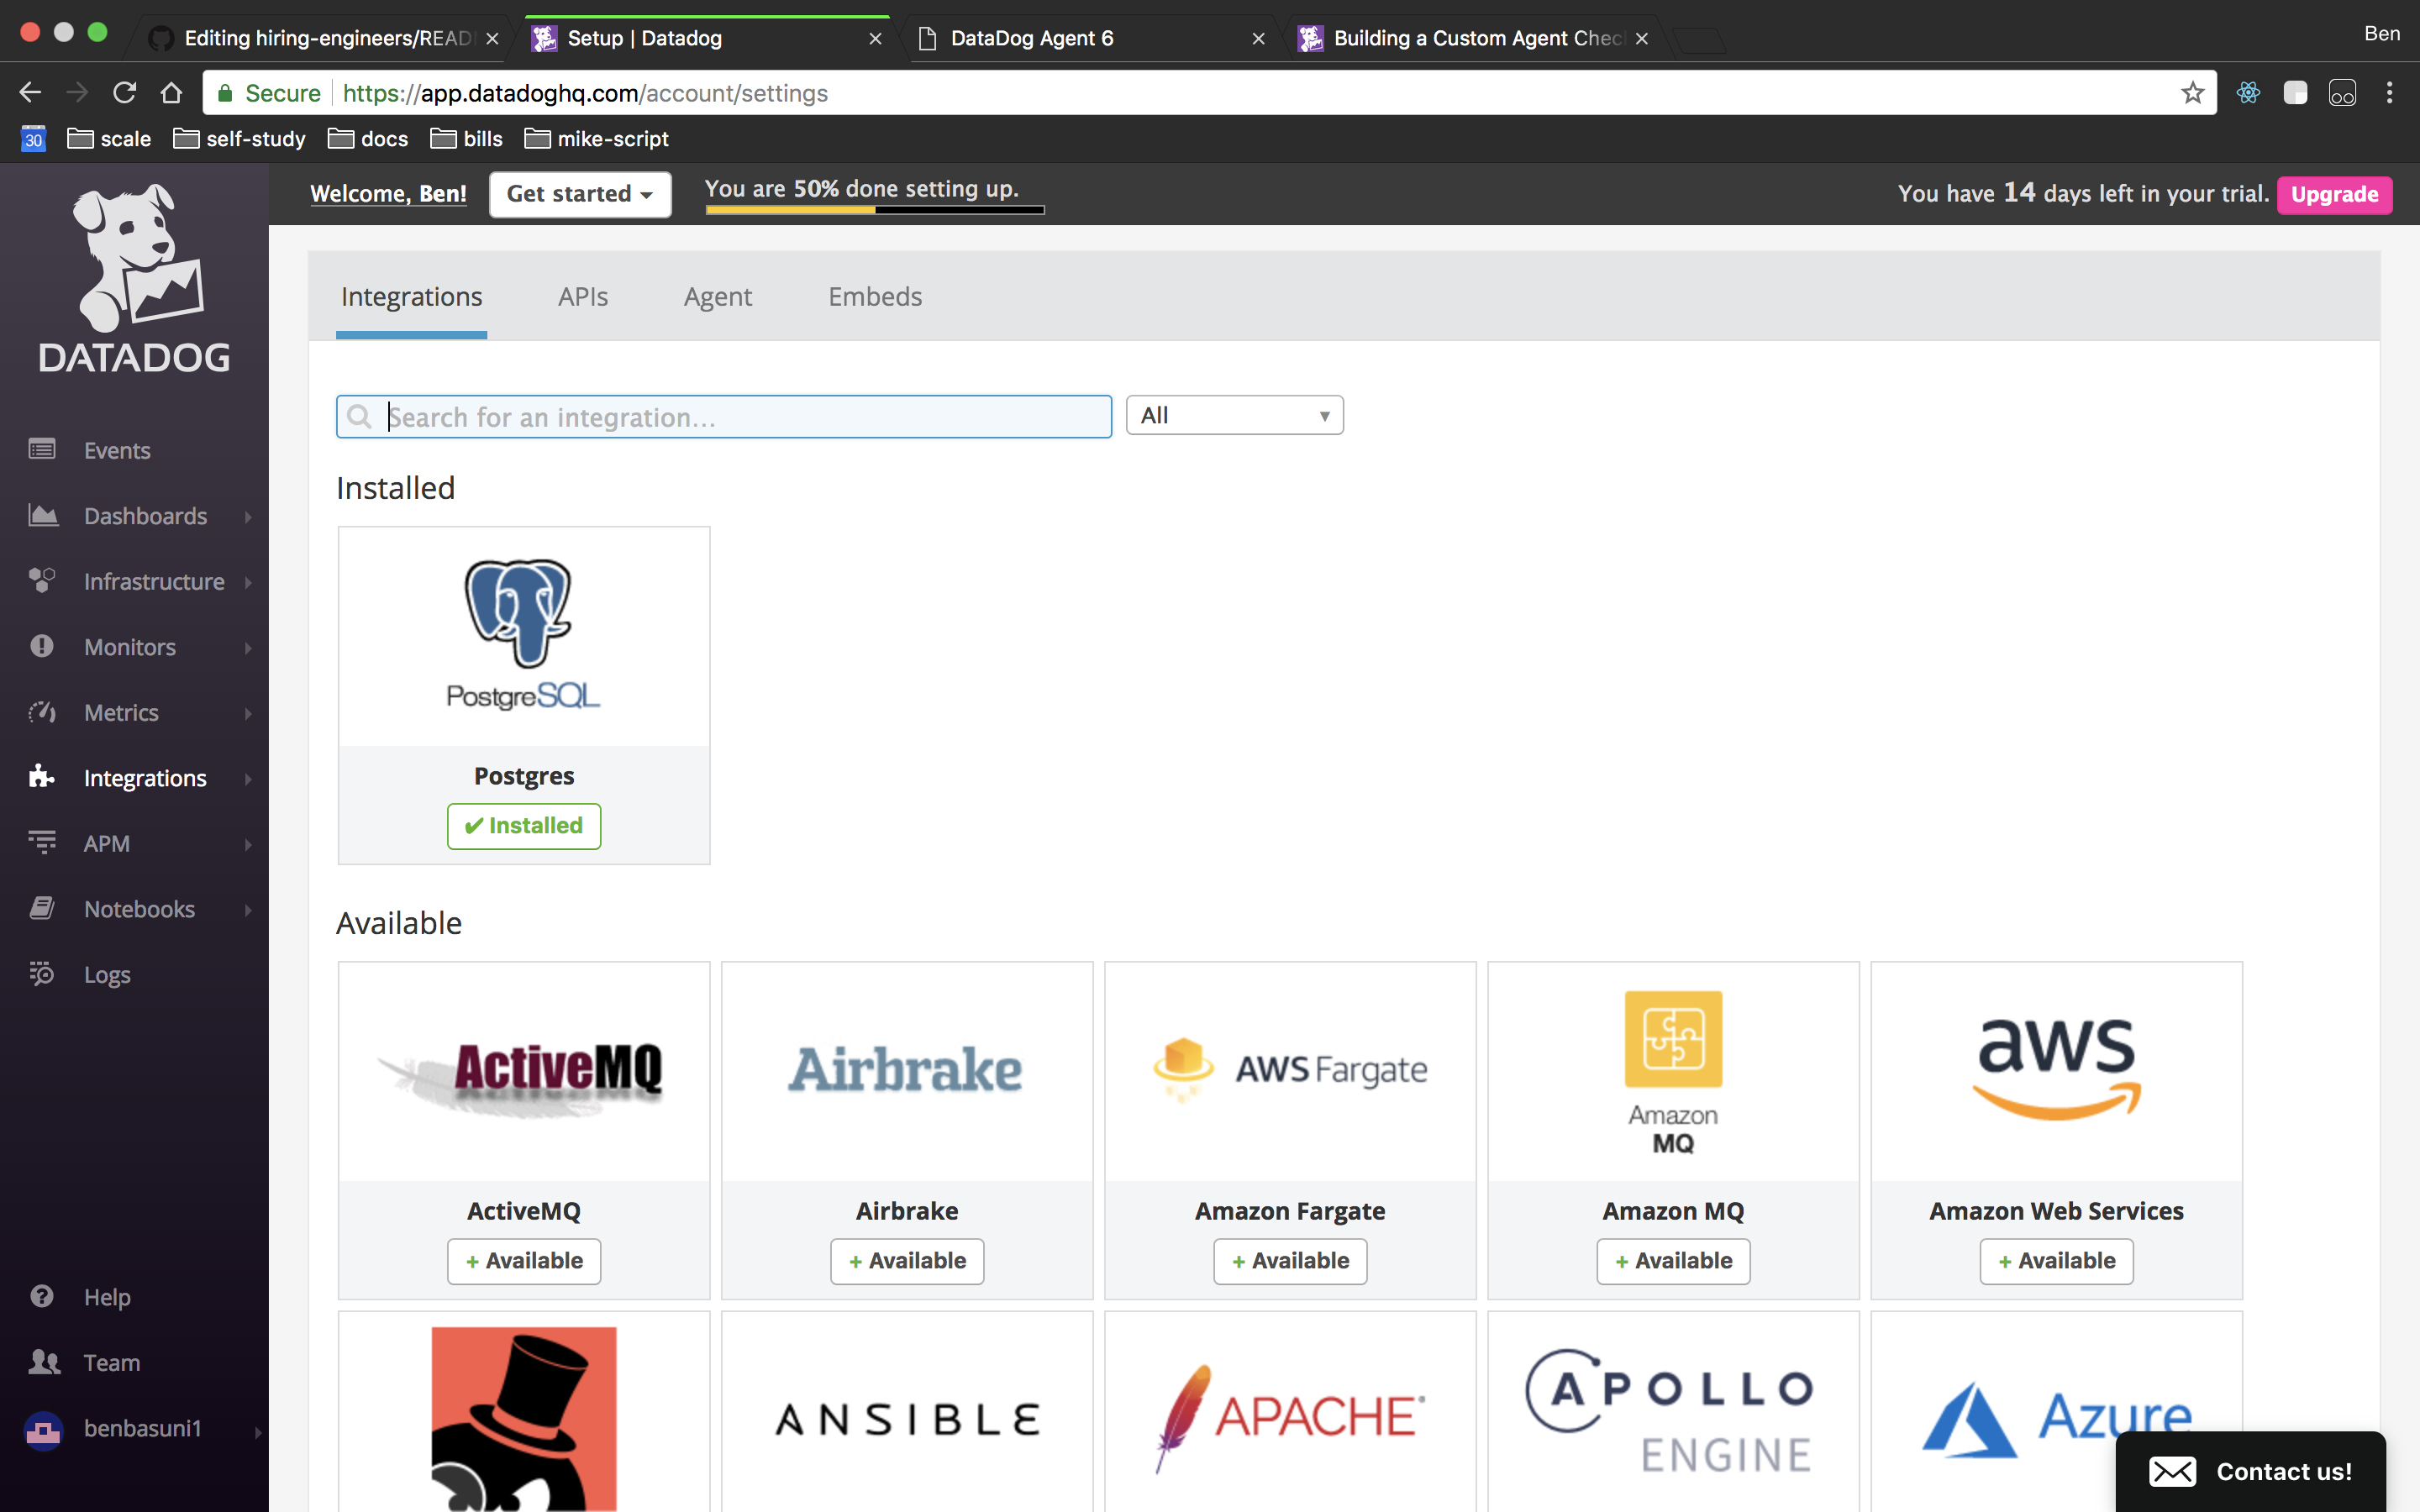 Editing hiring-engineers/READ
Setup | Datadog
DataDog Agent 6
Building a Custom Agent Chec
Ben
Secure
https://app.datadoghq.com/account/settings
30
scale
self-study
docs
bills
mike-script
DATADOG
Welcome, Ben!
Get started
You are 50% done setting up.
You have 14 days left in your trial.
Upgrade
Events
Dashboards
Infrastructure
Monitors
Metrics
Integrations
APM
Notebooks
Logs
Help
Team
benbasuni1
Integrations
APIs
Agent
Embeds
Search for an integration...
All
Installed
PostgreSQL
Postgres
✔ Installed
Available
ActiveMQ
Airbrake
AWS Fargate
Amazon
MQ
aws
ActiveMQ
Airbrake
Amazon Fargate
Amazon MQ
Amazon Web Services
+ Available
+ Available
+ Available
+ Available
+ Available
ANSIBLE
APACHE
APOLLO
ENGINE
Azure
Contact us!